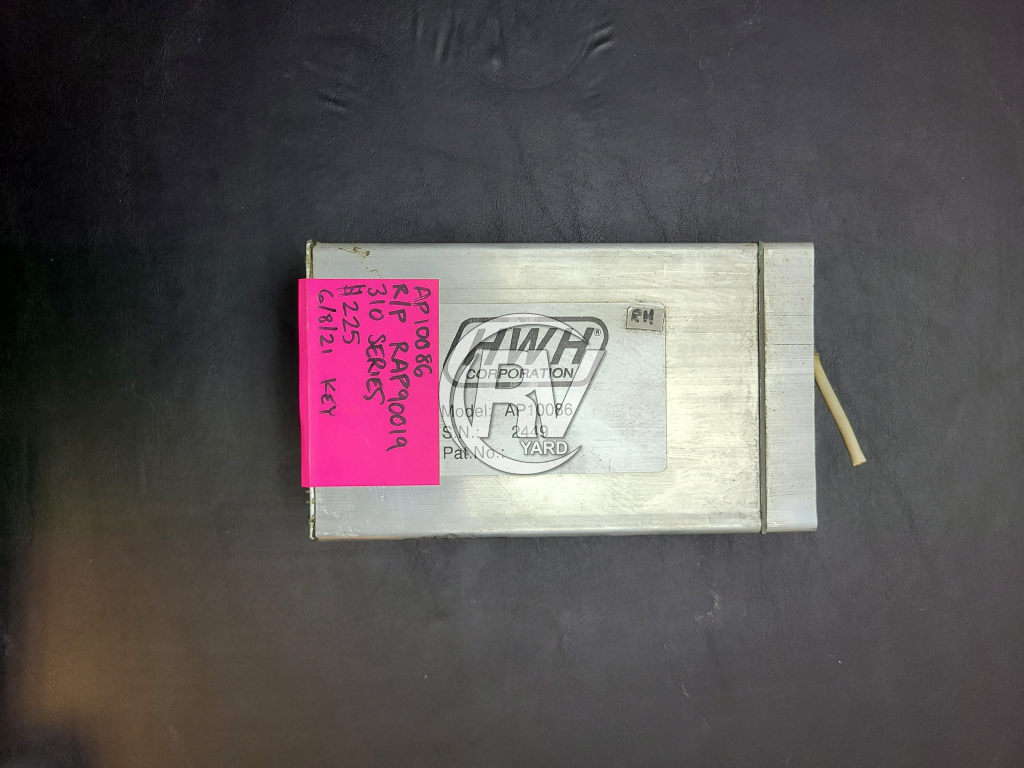 AP10086
R/P RAP90019
310 SERIES
#225
6/8/21 KEY
HWH®
CORPORATION
RH
Model: AP10086
S.N.: 2449
Pat.No.:
RV
YARD